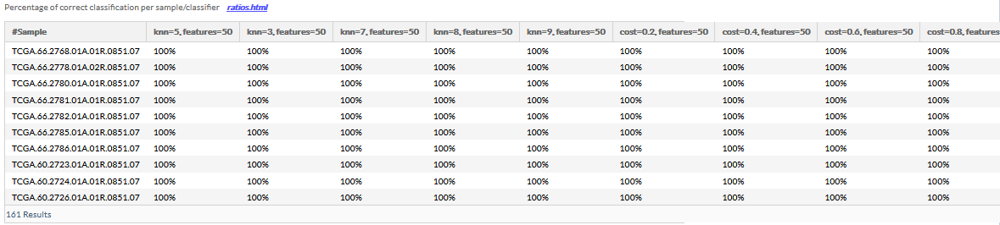 Percentage of correct classification per sample/classifier ratios.html
#Sample knn=5, features=50 knn=3, features=50 knn=7, features=50 knn=8, features=50 knn=9, features=50 cost=0.2, features=50 cost=0.4, features=50 cost=0.6, features=50 cost=0.8, features
TCGA.66.2768.01A.01R.0851.07 100% 100% 100% 100% 100% 100% 100% 100% 100%
TCGA.66.2778.01A.02R.0851.07 100% 100% 100% 100% 100% 100% 100% 100% 100%
TCGA.66.2780.01A.01R.0851.07 100% 100% 100% 100% 100% 100% 100% 100% 100%
TCGA.66.2781.01A.01R.0851.07 100% 100% 100% 100% 100% 100% 100% 100% 100%
TCGA.66.2782.01A.01R.0851.07 100% 100% 100% 100% 100% 100% 100% 100% 100%
TCGA.66.2785.01A.01R.0851.07 100% 100% 100% 100% 100% 100% 100% 100% 100%
TCGA.66.2786.01A.01R.0851.07 100% 100% 100% 100% 100% 100% 100% 100% 100%
TCGA.60.2723.01A.01R.0851.07 100% 100% 100% 100% 100% 100% 100% 100% 100%
TCGA.60.2724.01A.01R.0851.07 100% 100% 100% 100% 100% 100% 100% 100% 100%
TCGA.60.2726.01A.01R.0851.07 100% 100% 100% 100% 100% 100% 100% 100% 100%
161 Results